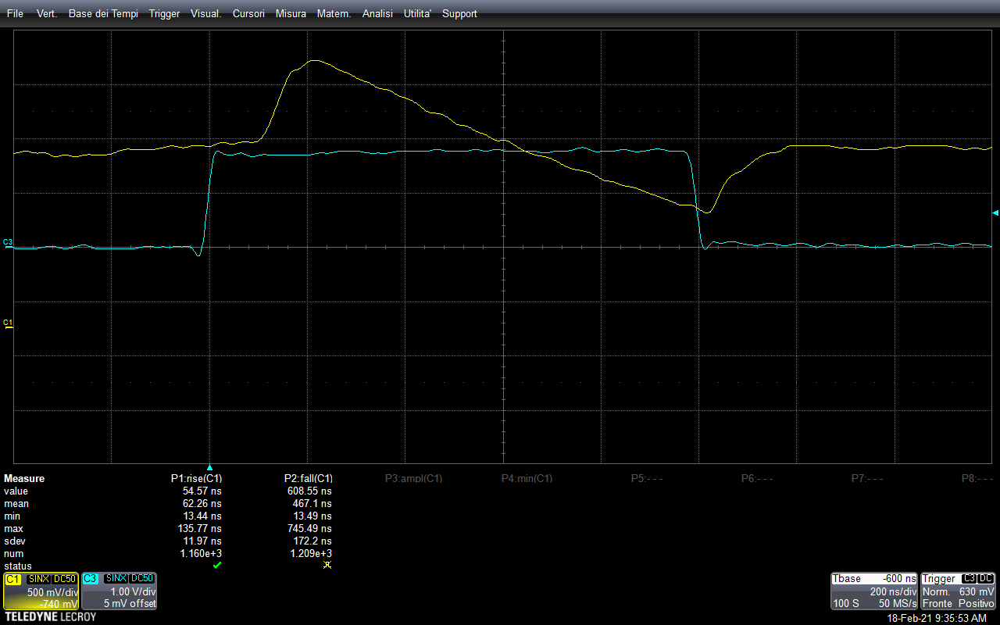 File Vert. Base dei Tempi Trigger Visual. Cursori Misura Matem. Analisi Utilita' Support
C3
C1
Measure P1:rise(C1) P2:fall(C1) P3:ampl(C1) P4:min(C1) P5:- - - P6:- - - P7:- - - P8:- - -
value 54.57 ns 608.55 ns
mean 62.26 ns 467.1 ns
min 13.44 ns 13.49 ns
max 135.77 ns 745.49 ns
sdev 11.97 ns 172.2 ns
num 1.160e+3 1.209e+3
status
C1 SINX DC50
500 mV/div
-740 mV
C3 SINX DC50
1.00 V/div
5 mV offset
Tbase -600 ns
200 ns/div
100 S 50 MS/s
Trigger C3 DC
Norm. 630 mV
Fronte Positivo
TELEDYNE LECROY
18-Feb-21 9:35:53 AM